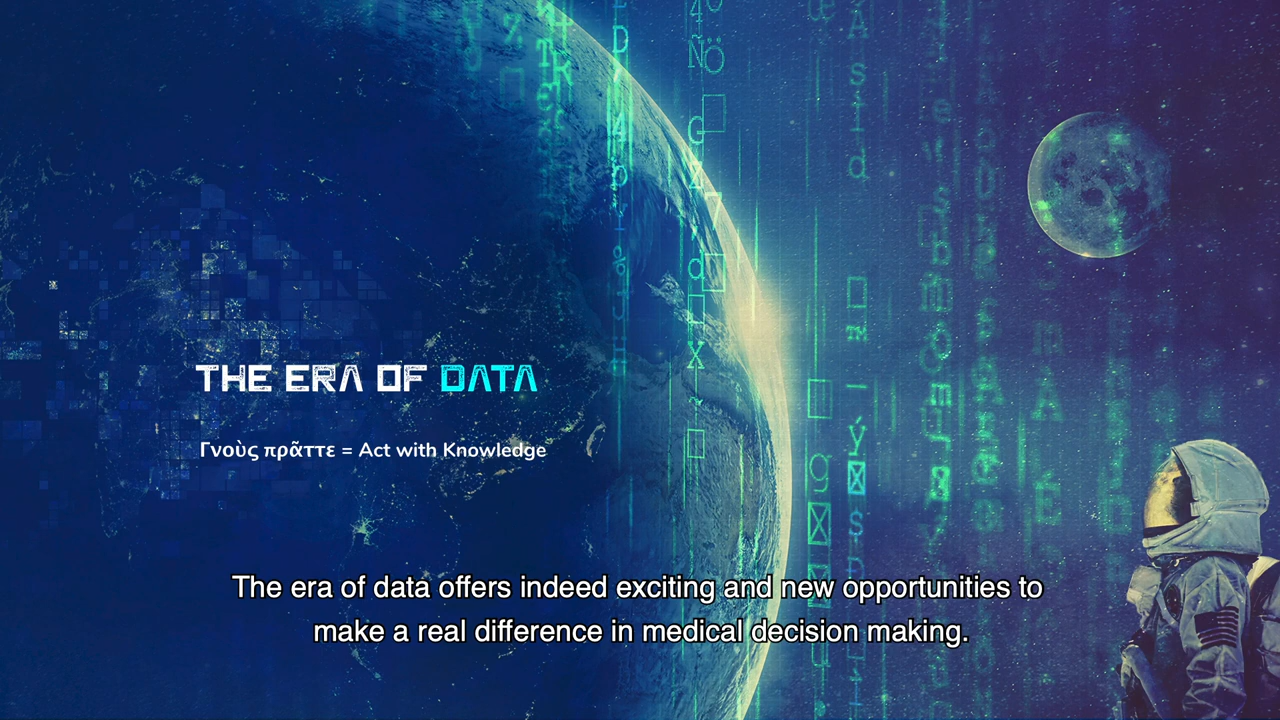 THE ERA OF DATA
Γνοὺς πρᾶττε = Act with Knowledge
The era of data offers indeed exciting and new opportunities to
make a real difference in medical decision making.